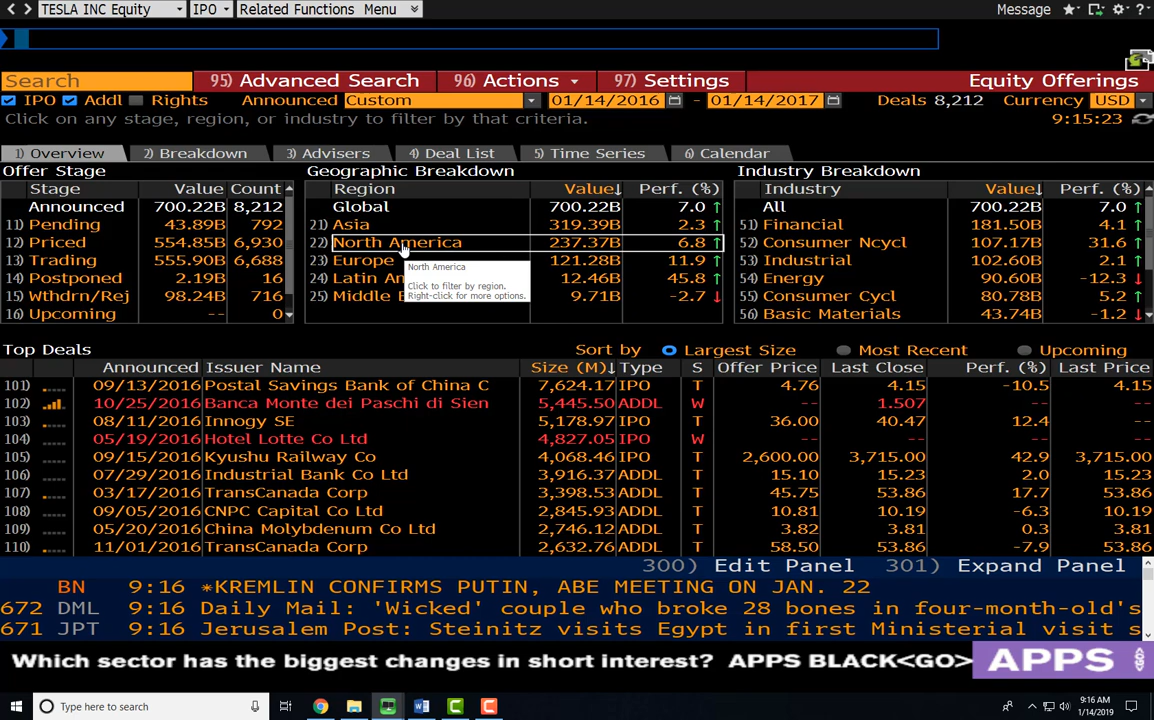 TESLA INC Equity IPO Related Functions Menu Message ?
Search 95) Advanced Search 96) Actions 97) Settings Equity Offerings
IPO Addl Rights Announced Custom 01/14/2016 - 01/14/2017 Deals 8,212 Currency USD
Click on any stage, region, or industry to filter by that criteria. 9:15:23
1) Overview 2) Breakdown 3) Advisers 4) Deal List 5) Time Series 6) Calendar
Offer Stage Geographic Breakdown Industry Breakdown
Stage Value Count Region Value↓ Perf. (%) Industry Value↓ Perf. (%)
Announced 700.22B 8,212 Global 700.22B 7.0 ↑ All 700.22B 7.0 ↑
11) Pending 43.89B 792 21) Asia 319.39B 2.3 ↑ 51) Financial 181.50B 4.1 ↑
12) Priced 554.85B 6,930 22) North America 237.37B 6.8 ↑ 52) Consumer Ncycl 107.17B 31.6 ↑
13) Trading 555.90B 6,688 23) Europe 121.28B 11.9 ↑ 53) Industrial 102.60B 2.1 ↑
14) Postponed 2.19B 16 24) Latin Am 12.46B 45.8 ↑ 54) Energy 90.60B -12.3 ↓
15) Wthdrn/Rej 98.24B 716 25) Middle E 9.71B -2.7 ↓ 55) Consumer Cycl 80.78B 5.2 ↑
16) Upcoming -- 0 56) Basic Materials 43.74B -1.2 ↓
North America
Click to filter by region.
Right-click for more options.
Top Deals Sort by Largest Size Most Recent Upcoming
Announced Issuer Name Size (M)↓ Type S Offer Price Last Close Perf. (%) Last Price
101) 09/13/2016 Postal Savings Bank of China C 7,624.17 IPO T 4.76 4.15 -10.5 4.15
102) 10/25/2016 Banca Monte dei Paschi di Sien 5,445.50 ADDL W -- 1.507 --
103) 08/11/2016 Innogy SE 5,178.97 IPO T 36.00 40.47 12.4 --
104) 05/19/2016 Hotel Lotte Co Ltd 4,827.05 IPO W -- -- --
105) 09/15/2016 Kyushu Railway Co 4,068.46 IPO T 2,600.00 3,715.00 42.9 3,715.00
106) 07/29/2016 Industrial Bank Co Ltd 3,916.37 ADDL T 15.10 15.23 2.0 15.23
107) 03/17/2016 TransCanada Corp 3,398.53 ADDL T 45.75 53.86 17.7 53.86
108) 09/05/2016 CNPC Capital Co Ltd 2,845.93 ADDL T 10.81 10.19 -6.3 10.19
109) 05/20/2016 China Molybdenum Co Ltd 2,746.12 ADDL T 3.82 3.81 0.3 3.81
110) 11/01/2016 TransCanada Corp 2,632.76 ADDL T 58.50 53.86 -7.9 53.86
300) Edit Panel 301) Expand Panel
BN 9:16 *KREMLIN CONFIRMS PUTIN, ABE MEETING ON JAN. 22
672 DML 9:16 Daily Mail: 'Wicked' couple who broke 28 bones in four-month-old's
671 JPT 9:16 Jerusalem Post: Steinitz visits Egypt in first Ministerial visit s
Which sector has the biggest changes in short interest? APPS BLACK<GO> APPS
Type here to search 9:16 AM
1/14/2019